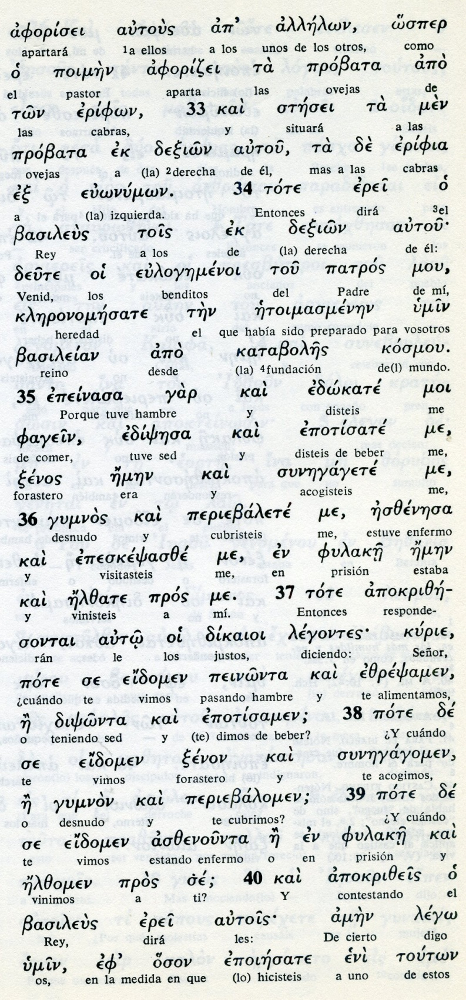 ἀφορίσει αὐτοὺς ἀπ' ἀλλήλων, ὥσπερ
apartará 1a ellos a los unos de los otros, como
ὁ ποιμὴν ἀφορίζει τὰ πρόβατα ἀπὸ
el pastor aparta las ovejas de
τῶν ἐρίφων, 33 καὶ στήσει τὰ μὲν
las cabras, y situará a las
πρόβατα ἐκ δεξιῶν αὐτοῦ, τὰ δὲ ἐρίφια
ovejas a (la) 2derecha de él, mas a las cabras
ἐξ εὐωνύμων. 34 τότε ἐρεῖ ὁ
a (la) izquierda. Entonces dirá 3el
βασιλεὺς τοῖς ἐκ δεξιῶν αὐτοῦ·
Rey a los de (la) derecha de él:
δεῦτε οἱ εὐλογημένοι τοῦ πατρός μου,
Venid, los benditos del Padre de mí,
κληρονομήσατε τὴν ἡτοιμασμένην ὑμῖν
heredad el que había sido preparado para vosotros
βασιλείαν ἀπὸ καταβολῆς κόσμου.
reino desde (la) 4fundación de(l) mundo.
35 ἐπείνασα γὰρ καὶ ἐδώκατέ μοι
Porque tuve hambre y disteis me
φαγεῖν, ἐδίψησα καὶ ἐποτίσατέ με,
de comer, tuve sed y disteis de beber me,
ξένος ἤμην καὶ συνηγάγετέ με,
forastero era y acogisteis me,
36 γυμνὸς καὶ περιεβάλετέ με, ἠσθένησα
desnudo y cubristeis me, estuve enfermo
καὶ ἐπεσκέψασθέ με, ἐν φυλακῇ ἤμην
y visitasteis me, en prisión estaba
καὶ ἤλθατε πρός με. 37 τότε ἀποκριθή-
y vinisteis a mí. Entonces responde-
σονται αὐτῷ οἱ δίκαιοι λέγοντες· κύριε,
rán le los justos, diciendo: Señor,
πότε σε εἴδομεν πεινῶντα καὶ ἐθρέψαμεν,
¿cuándo te vimos pasando hambre y te alimentamos,
ἢ διψῶντα καὶ ἐποτίσαμεν; 38 πότε δέ
o teniendo sed y (te) dimos de beber? ¿Y cuándo
σε εἴδομεν ξένον καὶ συνηγάγομεν,
te vimos forastero y te acogimos,
ἢ γυμνὸν καὶ περιεβάλομεν; 39 πότε δέ
o desnudo y te cubrimos? ¿Y cuándo
σε εἴδομεν ἀσθενοῦντα ἢ ἐν φυλακῇ καὶ
te vimos estando enfermo o en prisión y
ἤλθομεν πρὸς σέ; 40 καὶ ἀποκριθεὶς ὁ
vinimos a ti? Y contestando el
βασιλεὺς ἐρεῖ αὐτοῖς· ἀμὴν λέγω
Rey, dirá les: De cierto digo
ὑμῖν, ἐφ' ὅσον ἐποιήσατε ἑνὶ τούτων
os, en la medida en que (lo) hicisteis a uno de estos